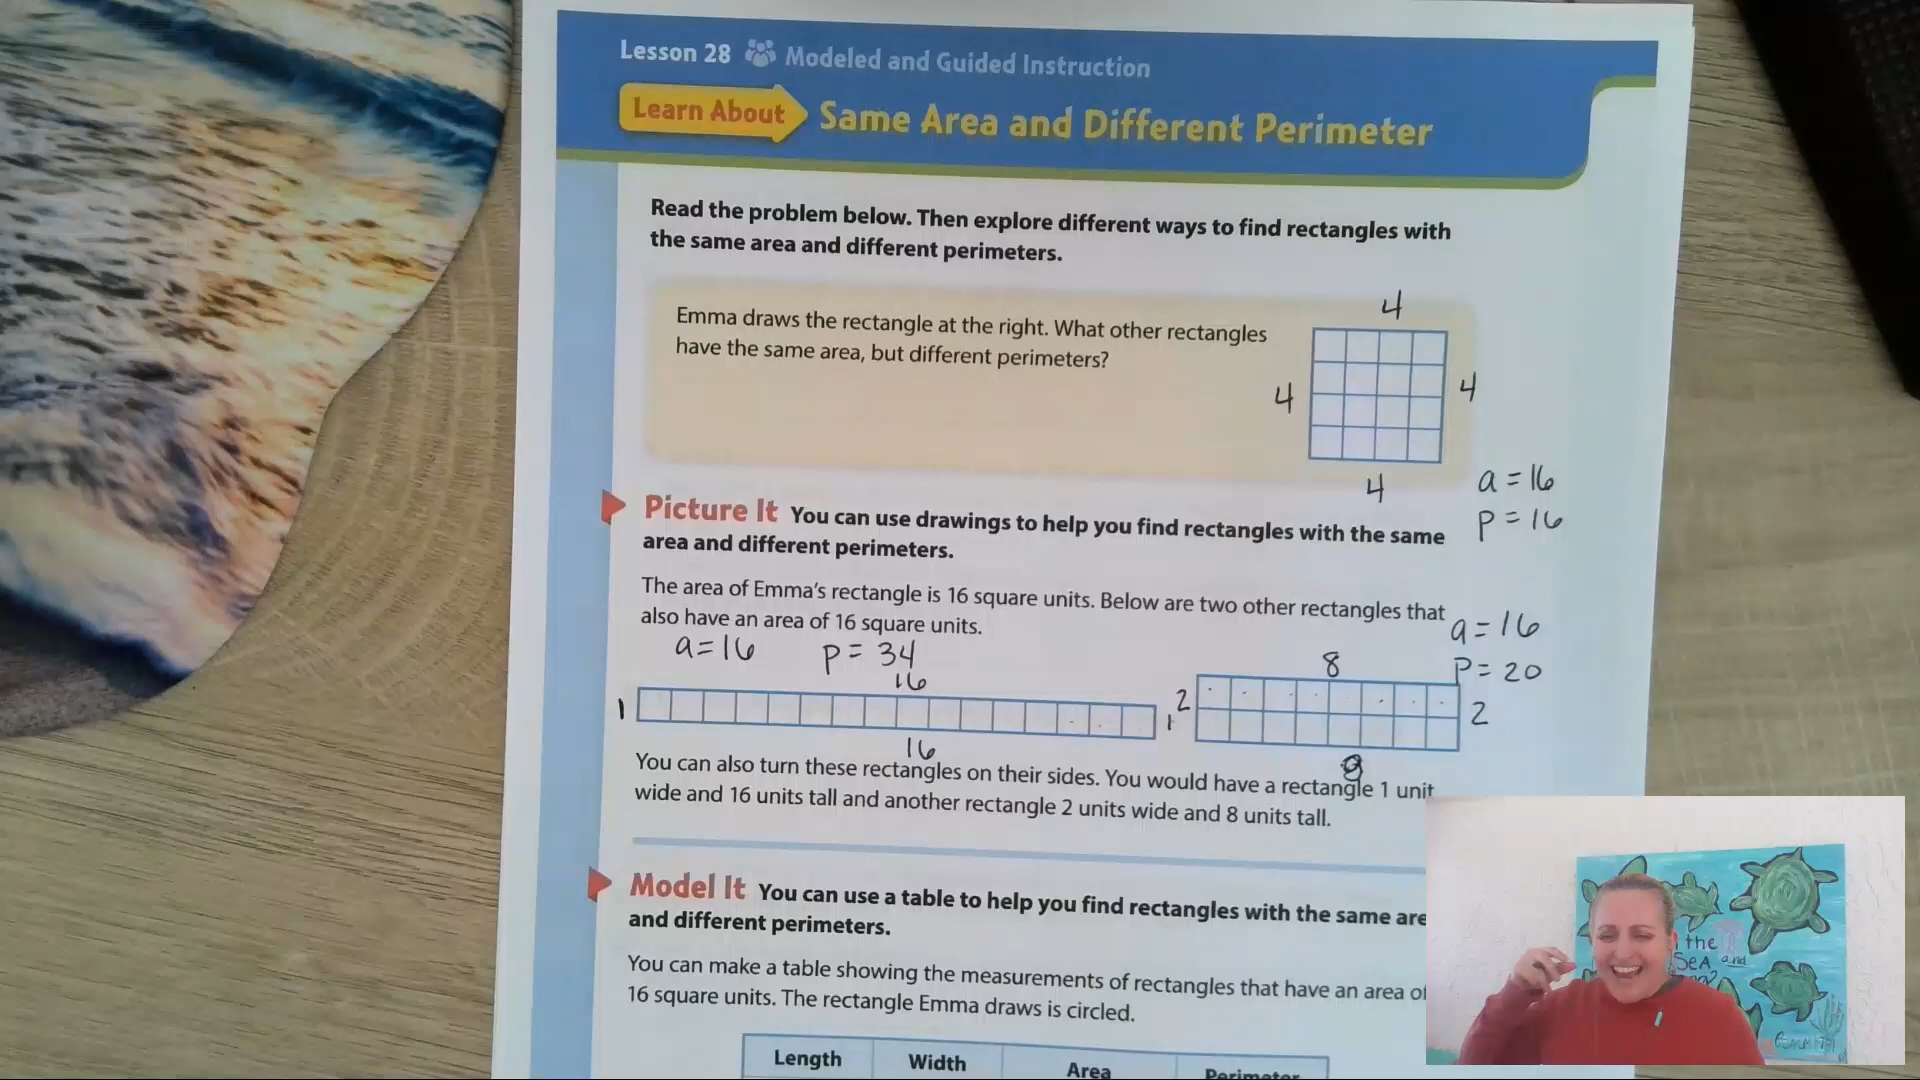 Lesson 28 Modeled and Guided Instruction
Learn About Same Area and Different Perimeter
Read the problem below. Then explore different ways to find rectangles with
the same area and different perimeters.
Emma draws the rectangle at the right. What other rectangles
have the same area, but different perimeters?
4
4
4
4
a = 16
p = 16
Picture It You can use drawings to help you find rectangles with the same
area and different perimeters.
The area of Emma's rectangle is 16 square units. Below are two other rectangles that
also have an area of 16 square units.
a = 16 p = 34
16
1
1
16
a = 16
p = 20
8
2
2
8
You can also turn these rectangles on their sides. You would have a rectangle 1 unit
wide and 16 units tall and another rectangle 2 units wide and 8 units tall.
Model It You can use a table to help you find rectangles with the same are
and different perimeters.
You can make a table showing the measurements of rectangles that have an area of
16 square units. The rectangle Emma draws is circled.
Length Width Area Perimeter
the
Sea and